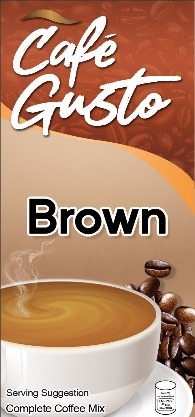 Café
Gusto
Brown
Serving Suggestion
Complete Coffee Mix